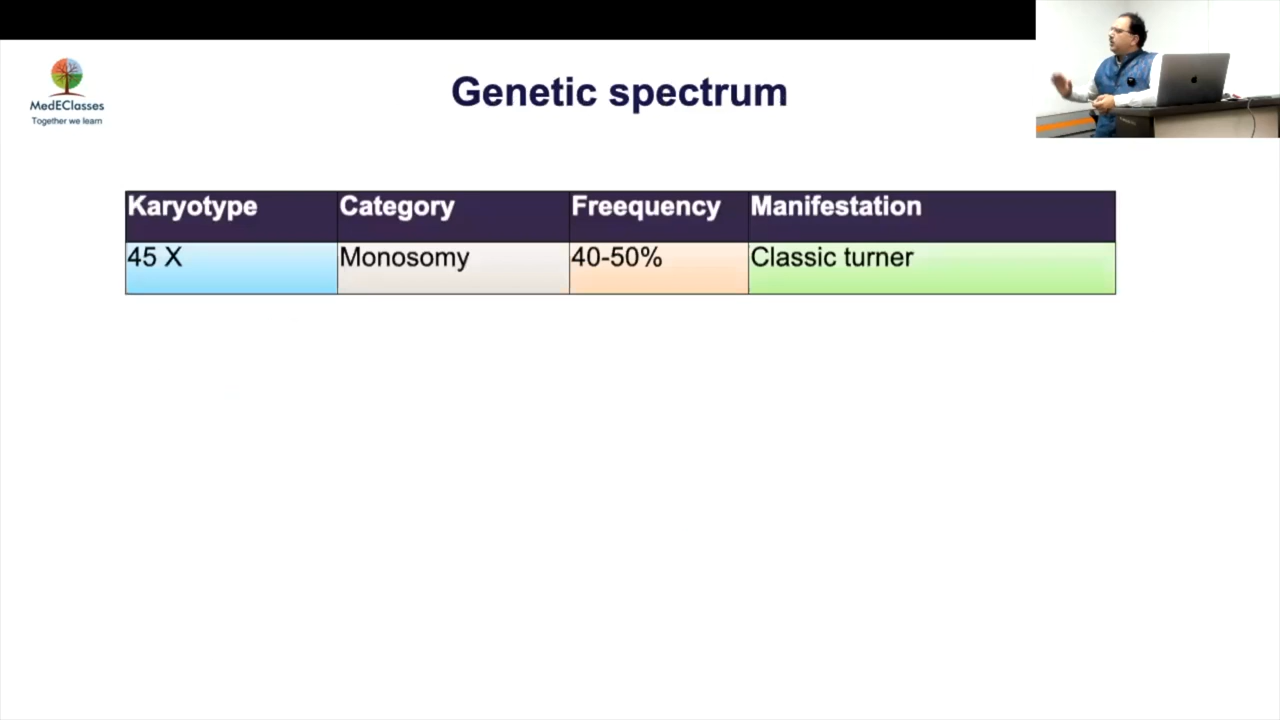 MedEClasses
Together we learn
Genetic spectrum
Karyotype Category Freequency Manifestation
45 X Monosomy 40-50% Classic turner